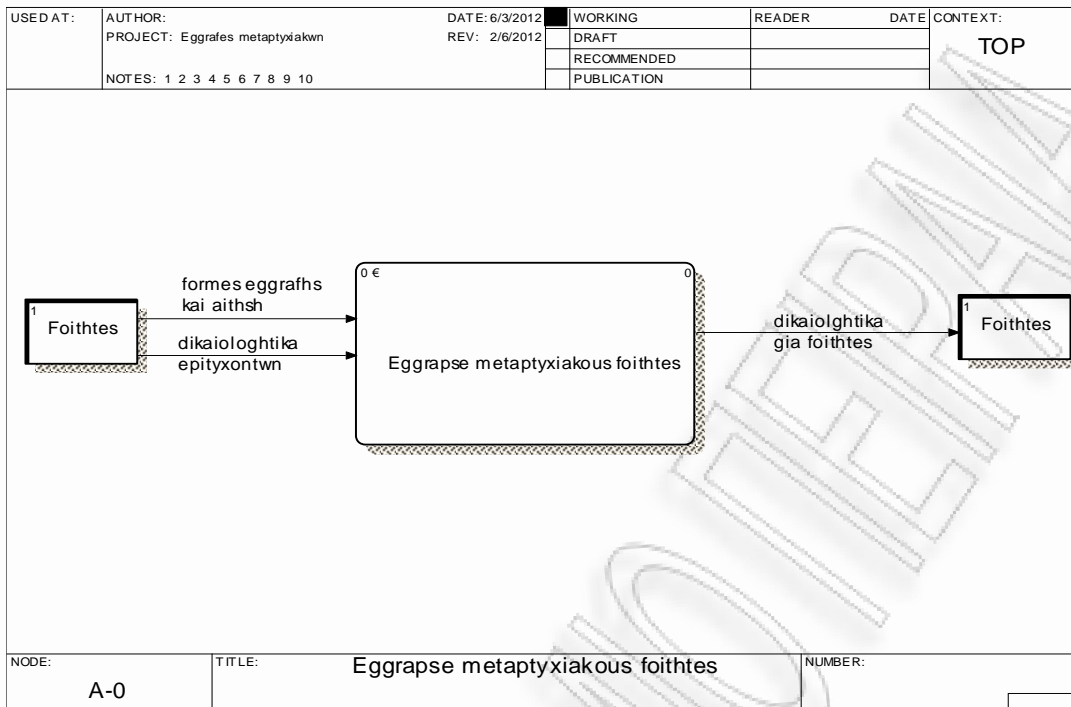 USED AT:
AUTHOR:
DATE: 6/3/2012
WORKING
READER
DATE
CONTEXT:
PROJECT: Eggrafes metaptyxiakwn
REV: 2/6/2012
DRAFT
TOP
RECOMMENDED
NOTES: 1 2 3 4 5 6 7 8 9 10
PUBLICATION
1
Foithtes
formes eggrafhs
kai aithsh
dikaiologhtika
epityxontwn
0 €
0
Eggrapse metaptyxiakous foithtes
dikaiolghtika
gia foithtes
1
Foithtes
NODE:
A-0
TITLE:
Eggrapse metaptyxiakous foithtes
NUMBER: